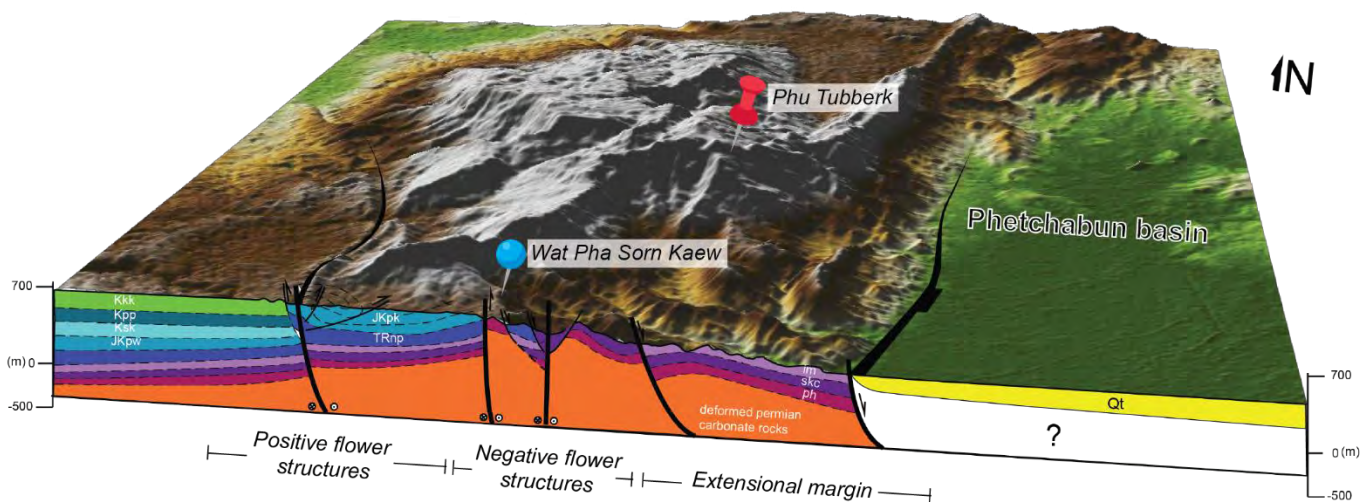 N
Phu Tubberk
Phetchabun basin
Wat Pha Sorn Kaew
700
(m) 0
-500
Kkk
Kpp
Ksk
JKpw
JKpk
TRnp
lm
skc
ph
deformed permian
carbonate rocks
Qt
?
700
0 (m)
-500
Positive flower
structures
Negative flower
structures
Extensional margin